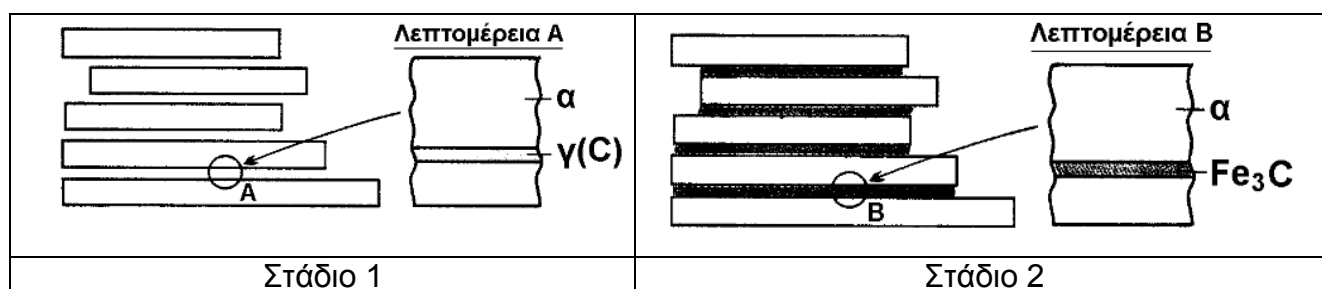 Λεπτομέρεια Α
α
γ(C)
A
Στάδιο 1
Λεπτομέρεια Β
α
Fe₃C
B
Στάδιο 2